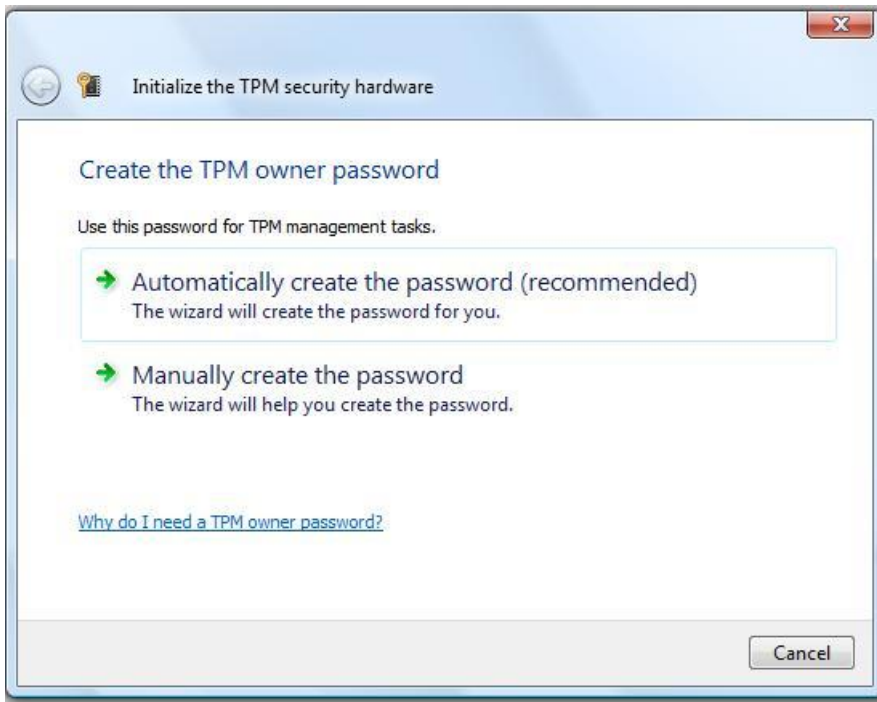 Initialize the TPM security hardware
Create the TPM owner password
Use this password for TPM management tasks.
Automatically create the password (recommended)
The wizard will create the password for you.
Manually create the password
The wizard will help you create the password.
Why do I need a TPM owner password?
Cancel